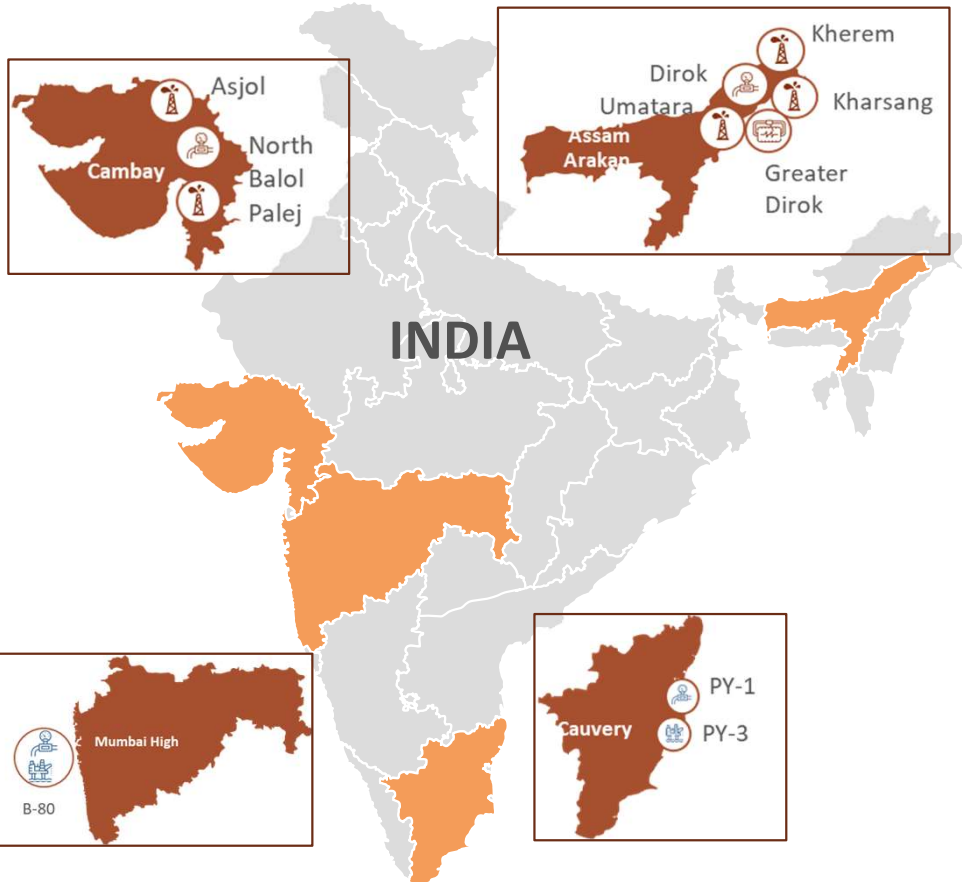 Asjol
North
Balol
Palej
Cambay
Kherem
Dirok
Kharsang
Umatara
Assam
Arakan
Greater
Dirok
INDIA
Mumbai High
B-80
PY-1
PY-3
Cauvery